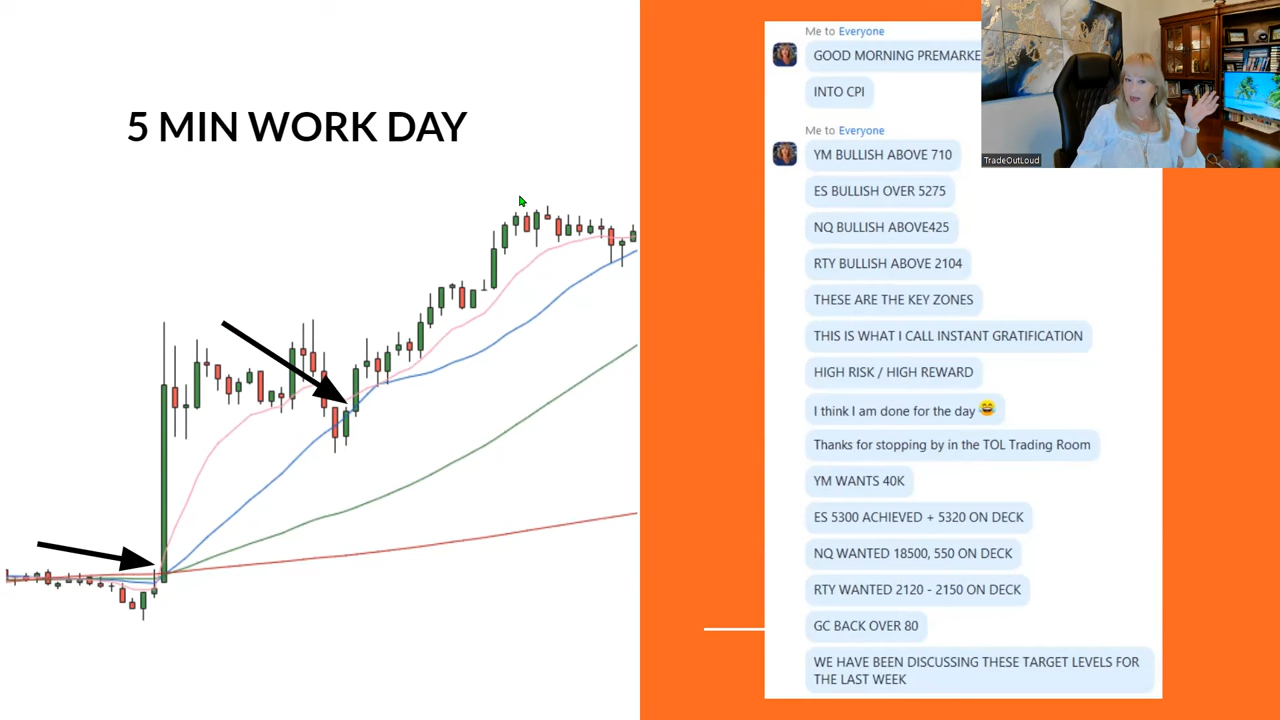 5 MIN WORK DAY
Me to Everyone
GOOD MORNING PREMARKE
INTO CPI
Me to Everyone
YM BULLISH ABOVE 710
ES BULLISH OVER 5275
NQ BULLISH ABOVE425
RTY BULLISH ABOVE 2104
THESE ARE THE KEY ZONES
THIS IS WHAT I CALL INSTANT GRATIFICATION
HIGH RISK / HIGH REWARD
I think I am done for the day 😂
Thanks for stopping by in the TOL Trading Room
YM WANTS 40K
ES 5300 ACHIEVED + 5320 ON DECK
NQ WANTED 18500, 550 ON DECK
RTY WANTED 2120 - 2150 ON DECK
GC BACK OVER 80
WE HAVE BEEN DISCUSSING THESE TARGET LEVELS FOR
THE LAST WEEK
TradeOutLoud